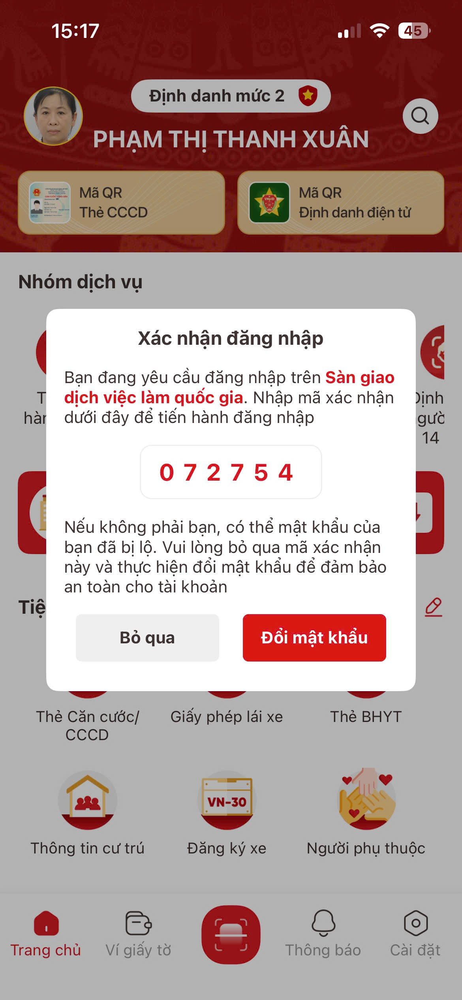 15:17
45
Định danh mức 2
PHẠM THỊ THANH XUÂN
Mã QR
Thẻ CCCD
VNeID
Mã QR
Định danh điện tử
Nhóm dịch vụ
Xác nhận đăng nhập
Bạn đang yêu cầu đăng nhập trên Sàn giao
dịch việc làm quốc gia. Nhập mã xác nhận
dưới đây để tiến hành đăng nhập
14
0 7 2 7 5 4
Nếu không phải bạn, có thể mật khẩu của
bạn đã bị lộ. Vui lòng bỏ qua mã xác nhận
này và thực hiện đổi mật khẩu để đảm bảo
an toàn cho tài khoản
Bỏ qua
Đổi mật khẩu
Thẻ Căn cước/
CCCD
Giấy phép lái xe
Thẻ BHYT
VN-30
Thông tin cư trú
Đăng ký xe
Người phụ thuộc
Trang chủ
Ví giấy tờ
Thông báo
Cài đặt